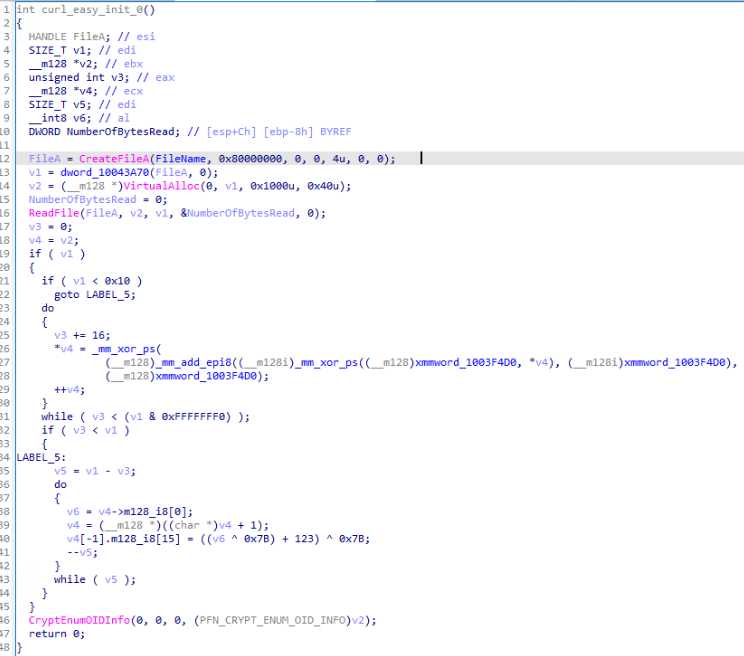 1 int curl_easy_init_0()
2 {
3 HANDLE FileA; // esi
4 SIZE_T v1; // edi
5 __m128 *v2; // ebx
6 unsigned int v3; // eax
7 __m128 *v4; // ecx
8 SIZE_T v5; // edi
9 __int8 v6; // al
10 DWORD NumberOfBytesRead; // [esp+Ch] [ebp-8h] BYREF
11
12 FileA = CreateFileA(FileName, 0x80000000, 0, 0, 4u, 0, 0);
13 v1 = dword_10043A70(FileA, 0);
14 v2 = (__m128 *)VirtualAlloc(0, v1, 0x1000u, 0x40u);
15 NumberOfBytesRead = 0;
16 ReadFile(FileA, v2, v1, &NumberOfBytesRead, 0);
17 v3 = 0;
18 v4 = v2;
19 if ( v1 )
20 {
21 if ( v1 < 0x10 )
22 goto LABEL_5;
23 do
24 {
25 v3 += 16;
26 *v4 = _mm_xor_ps(
27 (__m128)_mm_add_epi8((__m128i)_mm_xor_ps((__m128)xmmword_1003F4D0, *v4), (__m128i)xmmword_1003F4D0),
28 (__m128)xmmword_1003F4D0);
29 ++v4;
30 }
31 while ( v3 < (v1 & 0xFFFFFFF0) );
32 if ( v3 < v1 )
33 {
34 LABEL_5:
35 v5 = v1 - v3;
36 do
37 {
38 v6 = v4->m128_i8[0];
39 v4 = (__m128 *)((char *)v4 + 1);
40 v4[-1].m128_i8[15] = ((v6 ^ 0x7B) + 123) ^ 0x7B;
41 --v5;
42 }
43 while ( v5 );
44 }
45 }
46 CryptEnumOIDInfo(0, 0, 0, (PFN_CRYPT_ENUM_OID_INFO)v2);
47 return 0;
48 }